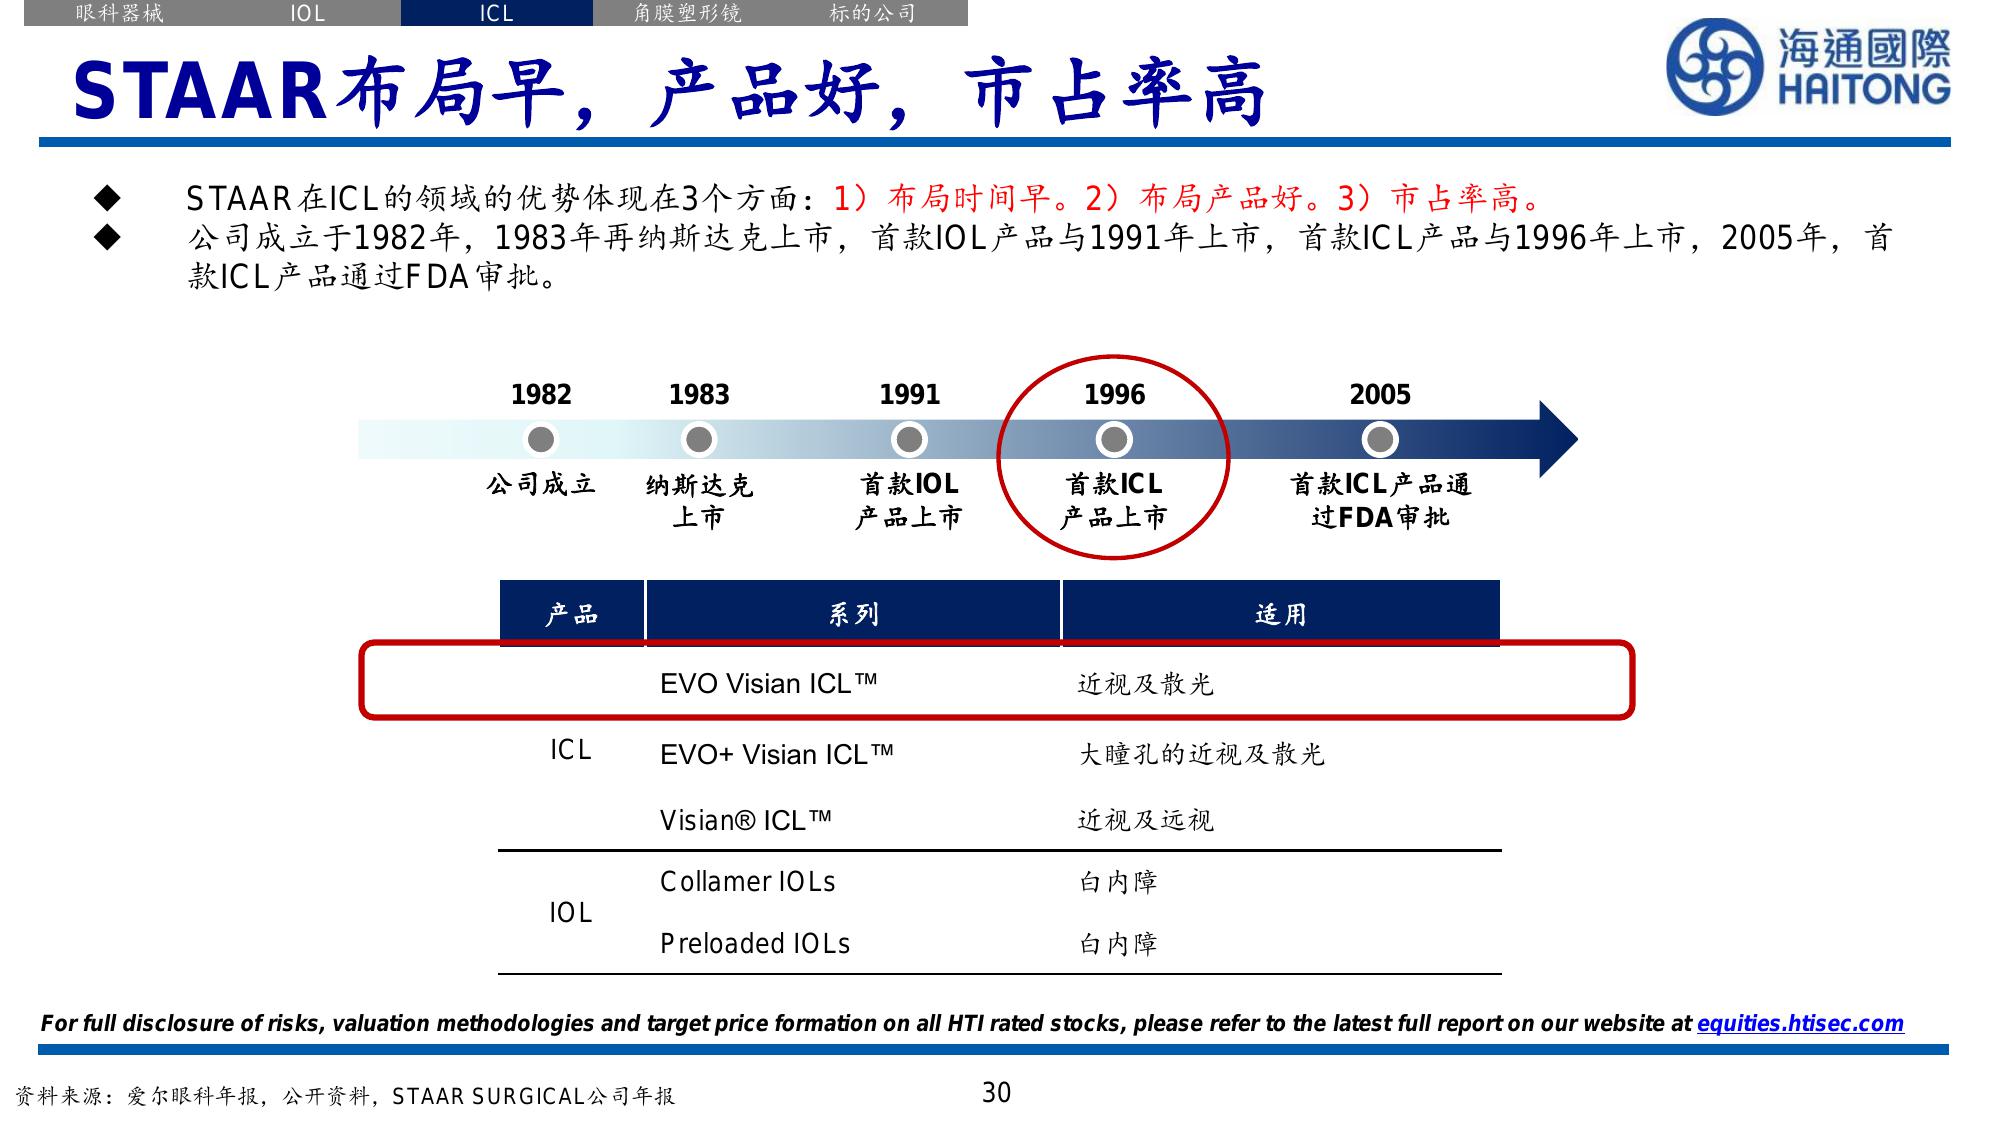 眼科器械 IOL ICL 角膜塑形镜 标的公司
海通國際
HAITONG
STAAR布局早，产品好，市占率高
◆ STAAR在ICL的领域的优势体现在3个方面：1）布局时间早。2）布局产品好。3）市占率高。
◆ 公司成立于1982年，1983年再纳斯达克上市，首款IOL产品与1991年上市，首款ICL产品与1996年上市，2005年，首
款ICL产品通过FDA审批。
1982 1983 1991 1996 2005
公司成立 纳斯达克 首款IOL 首款ICL 首款ICL产品通
上市 产品上市 产品上市 过FDA审批
产品 系列 适用
EVO Visian ICL™ 近视及散光
ICL EVO+ Visian ICL™ 大瞳孔的近视及散光
Visian® ICL™ 近视及远视
Collamer IOLs 白内障
IOL
Preloaded IOLs 白内障
For full disclosure of risks, valuation methodologies and target price formation on all HTI rated stocks, please refer to the latest full report on our website at equities.htisec.com
资料来源：爱尔眼科年报，公开资料，STAAR SURGICAL公司年报
30